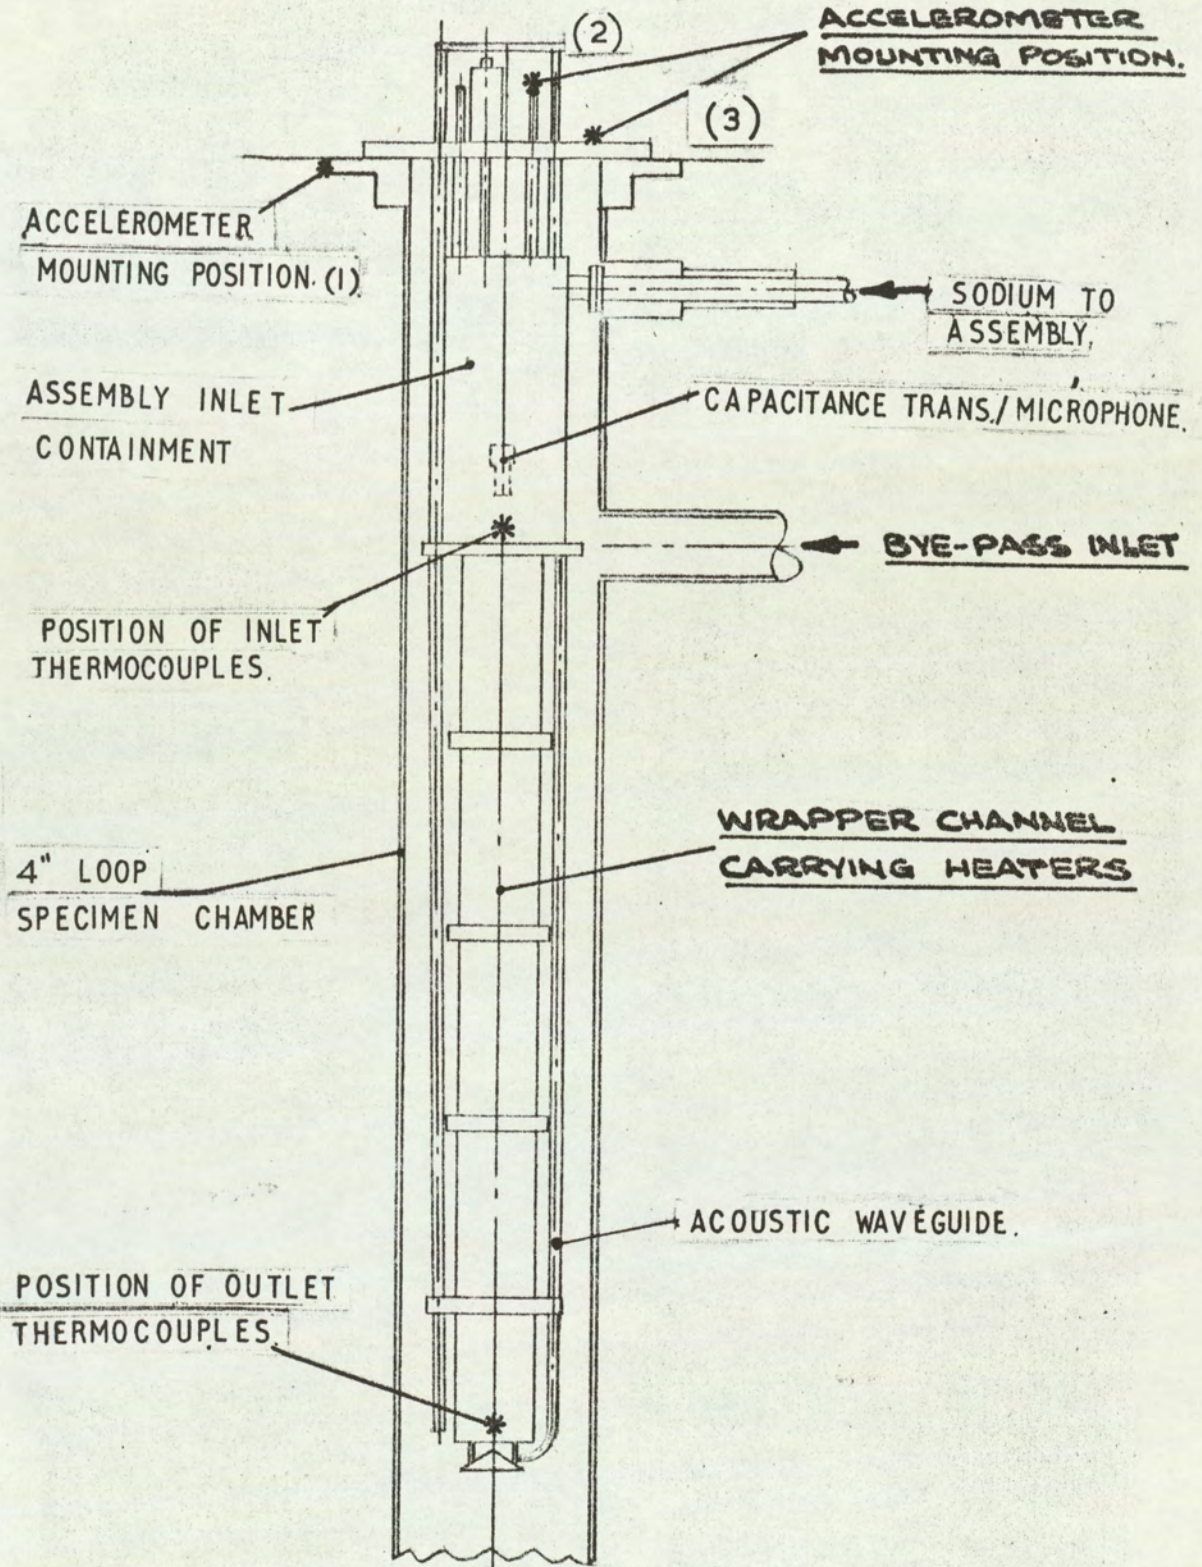 ACCELEROMETER
MOUNTING POSITION.
(2)
(3)
ACCELEROMETER
MOUNTING POSITION. (1)
SODIUM TO
ASSEMBLY.
ASSEMBLY INLET
CONTAINMENT
CAPACITANCE TRANS./MICROPHONE.
BYE-PASS INLET
POSITION OF INLET
THERMOCOUPLES.
WRAPPER CHANNEL
CARRYING HEATERS
4" LOOP
SPECIMEN CHAMBER
ACOUSTIC WAVEGUIDE.
POSITION OF OUTLET
THERMOCOUPLES.